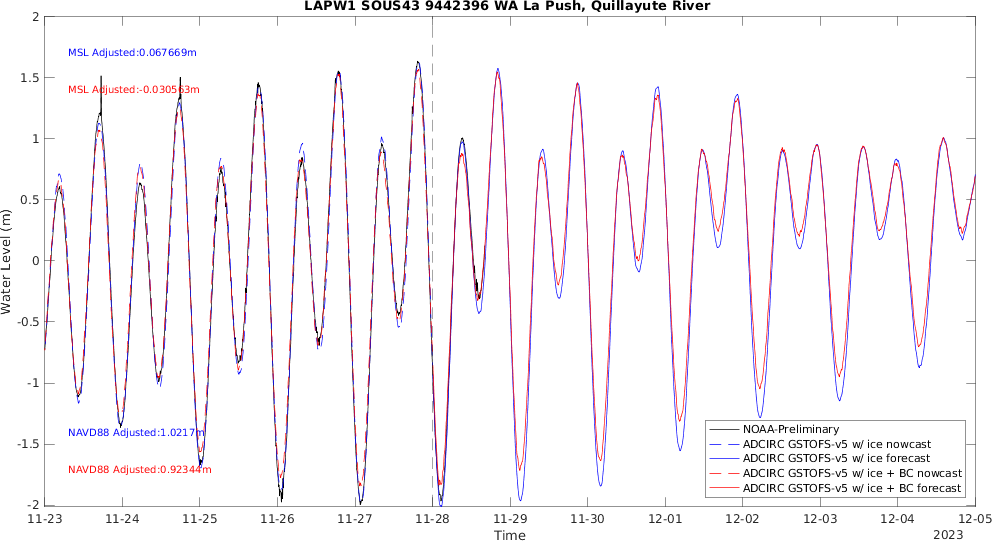 LAPW1 SOUS43 9442396 WA La Push, Quillayute River
2
1.5
1
0.5
0
-0.5
-1
-1.5
-2
Water Level (m)
MSL Adjusted:0.067669m
MSL Adjusted:-0.030563m
NAVD88 Adjusted:1.0217m
NAVD88 Adjusted:0.92344m
NOAA-Preliminary
ADCIRC GSTOFS-v5 w/ ice nowcast
ADCIRC GSTOFS-v5 w/ ice forecast
ADCIRC GSTOFS-v5 w/ ice + BC nowcast
ADCIRC GSTOFS-v5 w/ ice + BC forecast
11-23 11-24 11-25 11-26 11-27 11-28 11-29 11-30 12-01 12-02 12-03 12-04 12-05
Time
2023